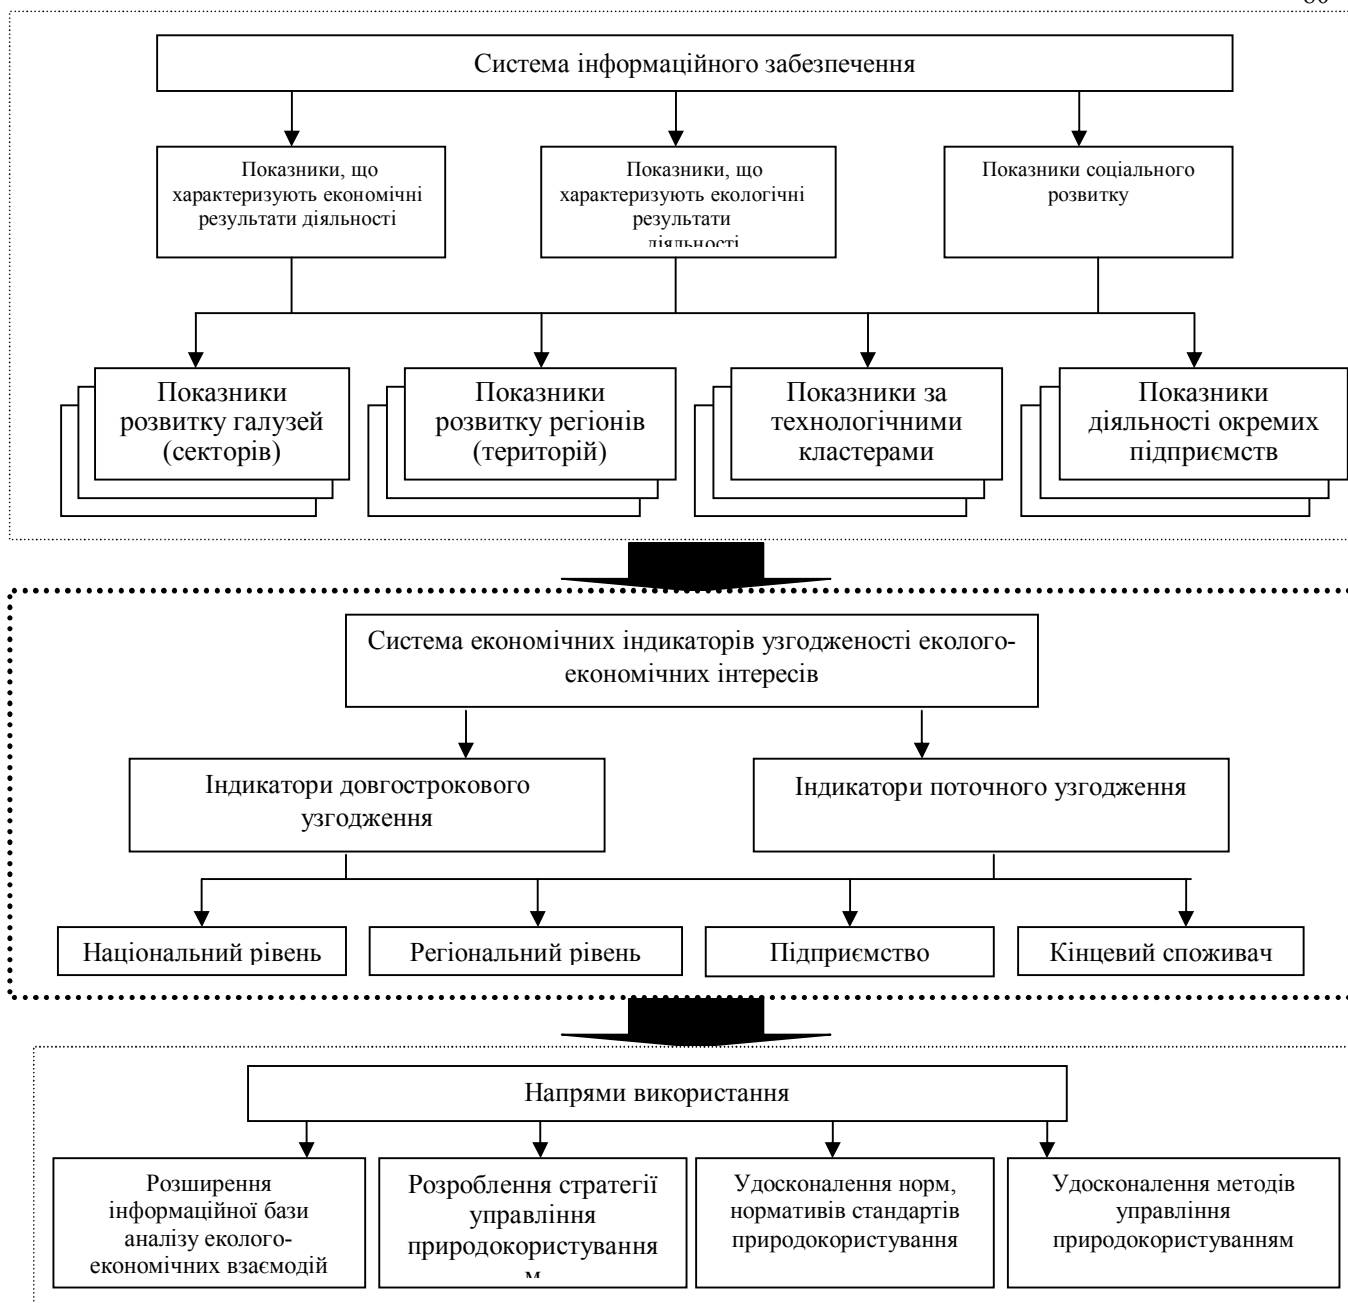 Система інформаційного забезпечення
Показники, що
характеризують економічні
результати діяльності
Показники, що
характеризують екологічні
результати
діяльності
Показники соціального
розвитку
Показники
розвитку галузей
(секторів)
Показники
розвитку регіонів
(територій)
Показники за
технологічними
кластерами
Показники
діяльності окремих
підприємств
Система економічних індикаторів узгодженості еколого-
економічних інтересів
Індикатори довгострокового
узгодження
Індикатори поточного узгодження
Національний рівень
Регіональний рівень
Підприємство
Кінцевий споживач
Напрями використання
Розширення
інформаційної бази
аналізу еколого-
економічних взаємодій
Розроблення стратегії
управління
природокористування
м
Удосконалення норм,
нормативів стандартів
природокористування
Удосконалення методів
управління
природокористуванням